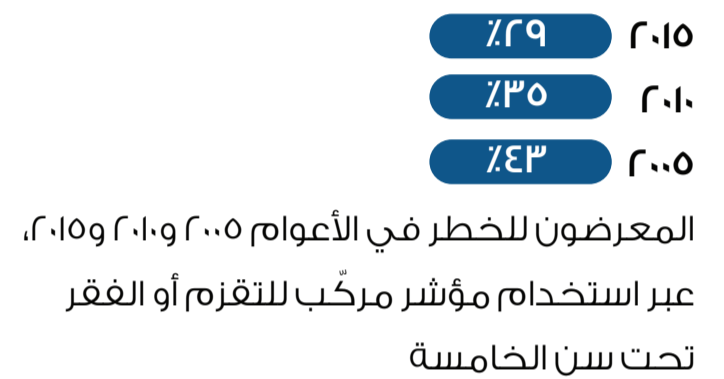 ٢٠١٥ ٪٢٩
٢٠١٠ ٪٣٥
٢٠٠٥ ٪٤٣
المعرضون للخطر في الأعوام ٢٠٠٥ و٢٠١٠ و٢٠١٥،
عبر استخدام مؤشر مركّب للتقزم أو الفقر
تحت سن الخامسة